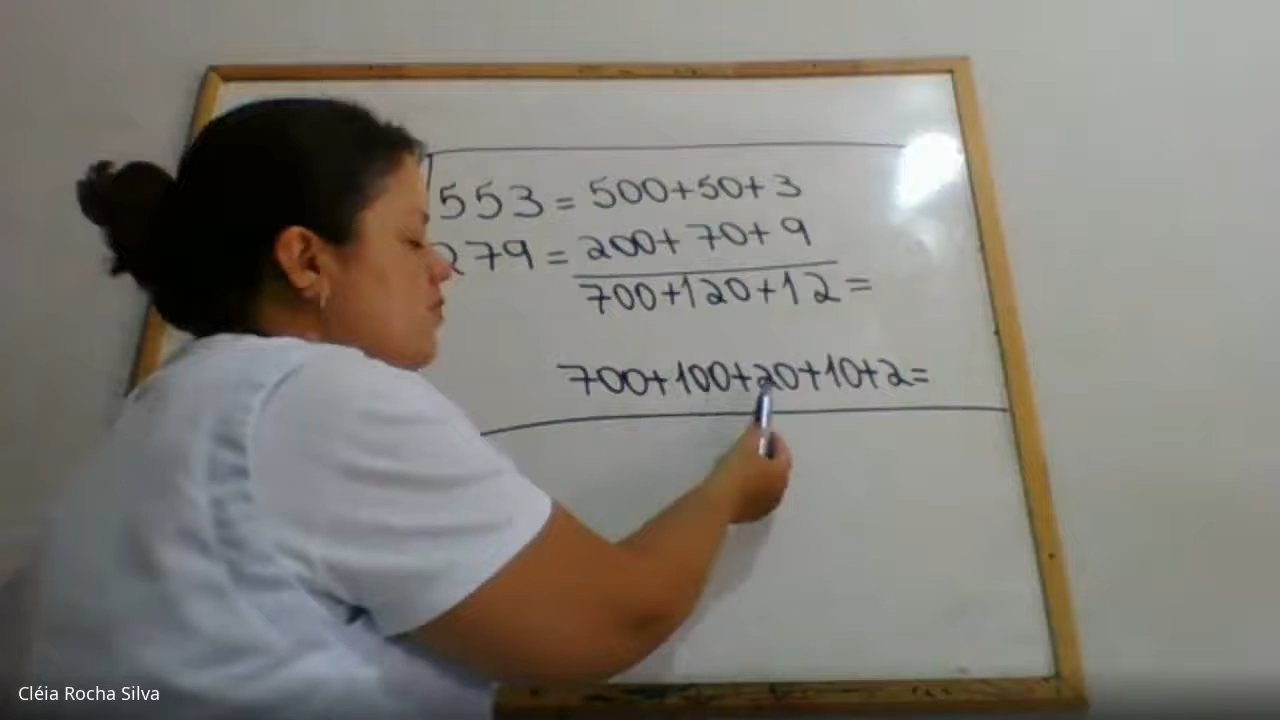 553 = 500+50+3
279 = 200+70+9
700+120+12=
700+100+20+10+2=
Cléia Rocha Silva